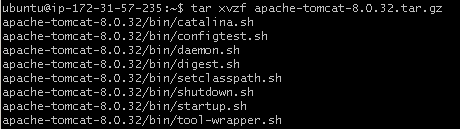 ubuntu@ip-172-31-57-235:~$ tar xvzf apache-tomcat-8.0.32.tar.gz
apache-tomcat-8.0.32/bin/catalina.sh
apache-tomcat-8.0.32/bin/configtest.sh
apache-tomcat-8.0.32/bin/daemon.sh
apache-tomcat-8.0.32/bin/digest.sh
apache-tomcat-8.0.32/bin/setclasspath.sh
apache-tomcat-8.0.32/bin/shutdown.sh
apache-tomcat-8.0.32/bin/startup.sh
apache-tomcat-8.0.32/bin/tool-wrapper.sh